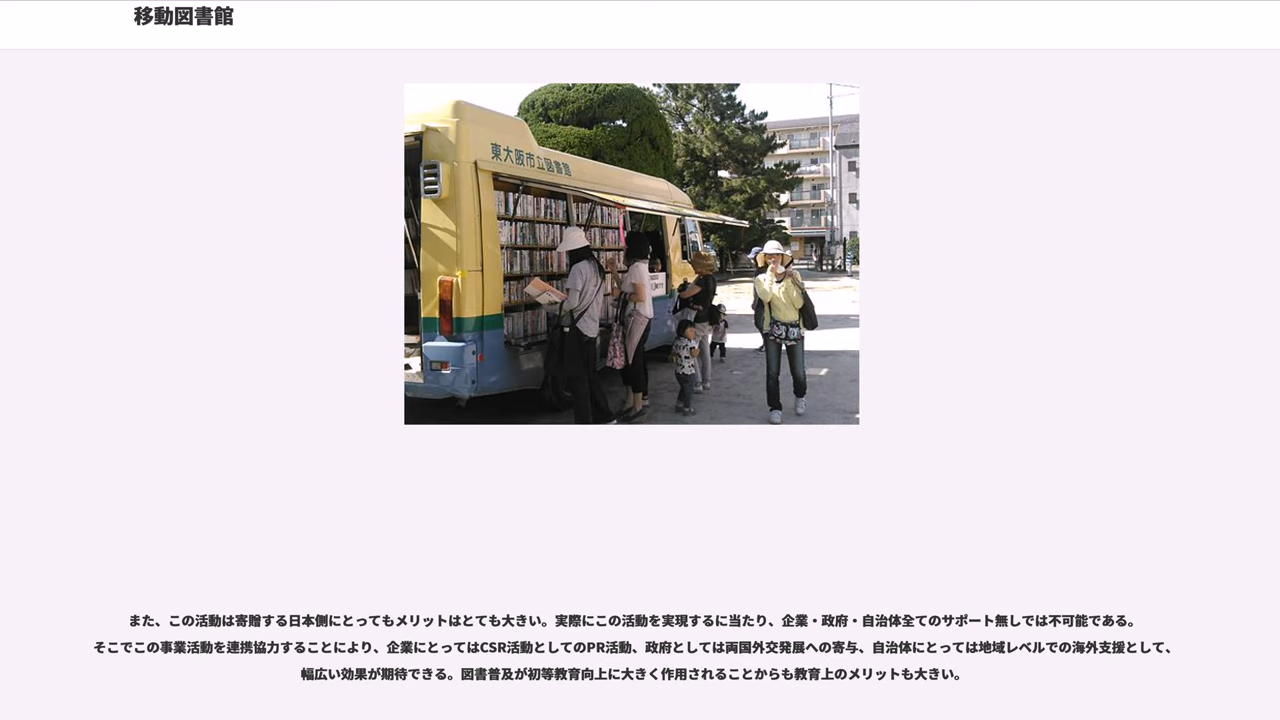 移動図書館
東大阪市立図書館
また、この活動は寄贈する日本側にとってもメリットはとても大きい。実際にこの活動を実現するに当たり、企業・政府・自治体全てのサポート無しでは不可能である。
そこでこの事業活動を連携協力することにより、企業にとってはCSR活動としてのPR活動、政府としては両国外交発展への寄与、自治体にとっては地域レベルでの海外支援として、
幅広い効果が期待できる。図書普及が初等教育向上に大きく作用されることからも教育上のメリットも大きい。